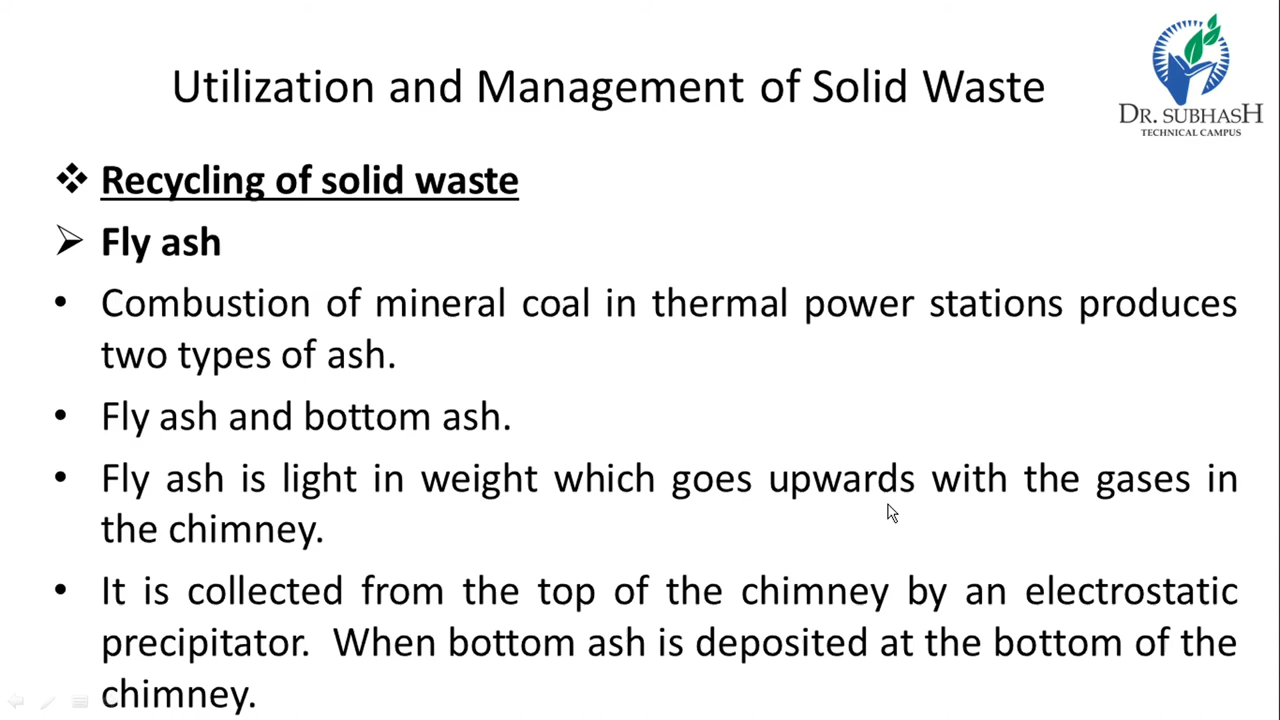 Utilization and Management of Solid Waste
DR. SUBHASH
TECHNICAL CAMPUS
❖ Recycling of solid waste
➢ Fly ash
• Combustion of mineral coal in thermal power stations produces
two types of ash.
• Fly ash and bottom ash.
• Fly ash is light in weight which goes upwards with the gases in
the chimney.
• It is collected from the top of the chimney by an electrostatic
precipitator. When bottom ash is deposited at the bottom of the
chimney.